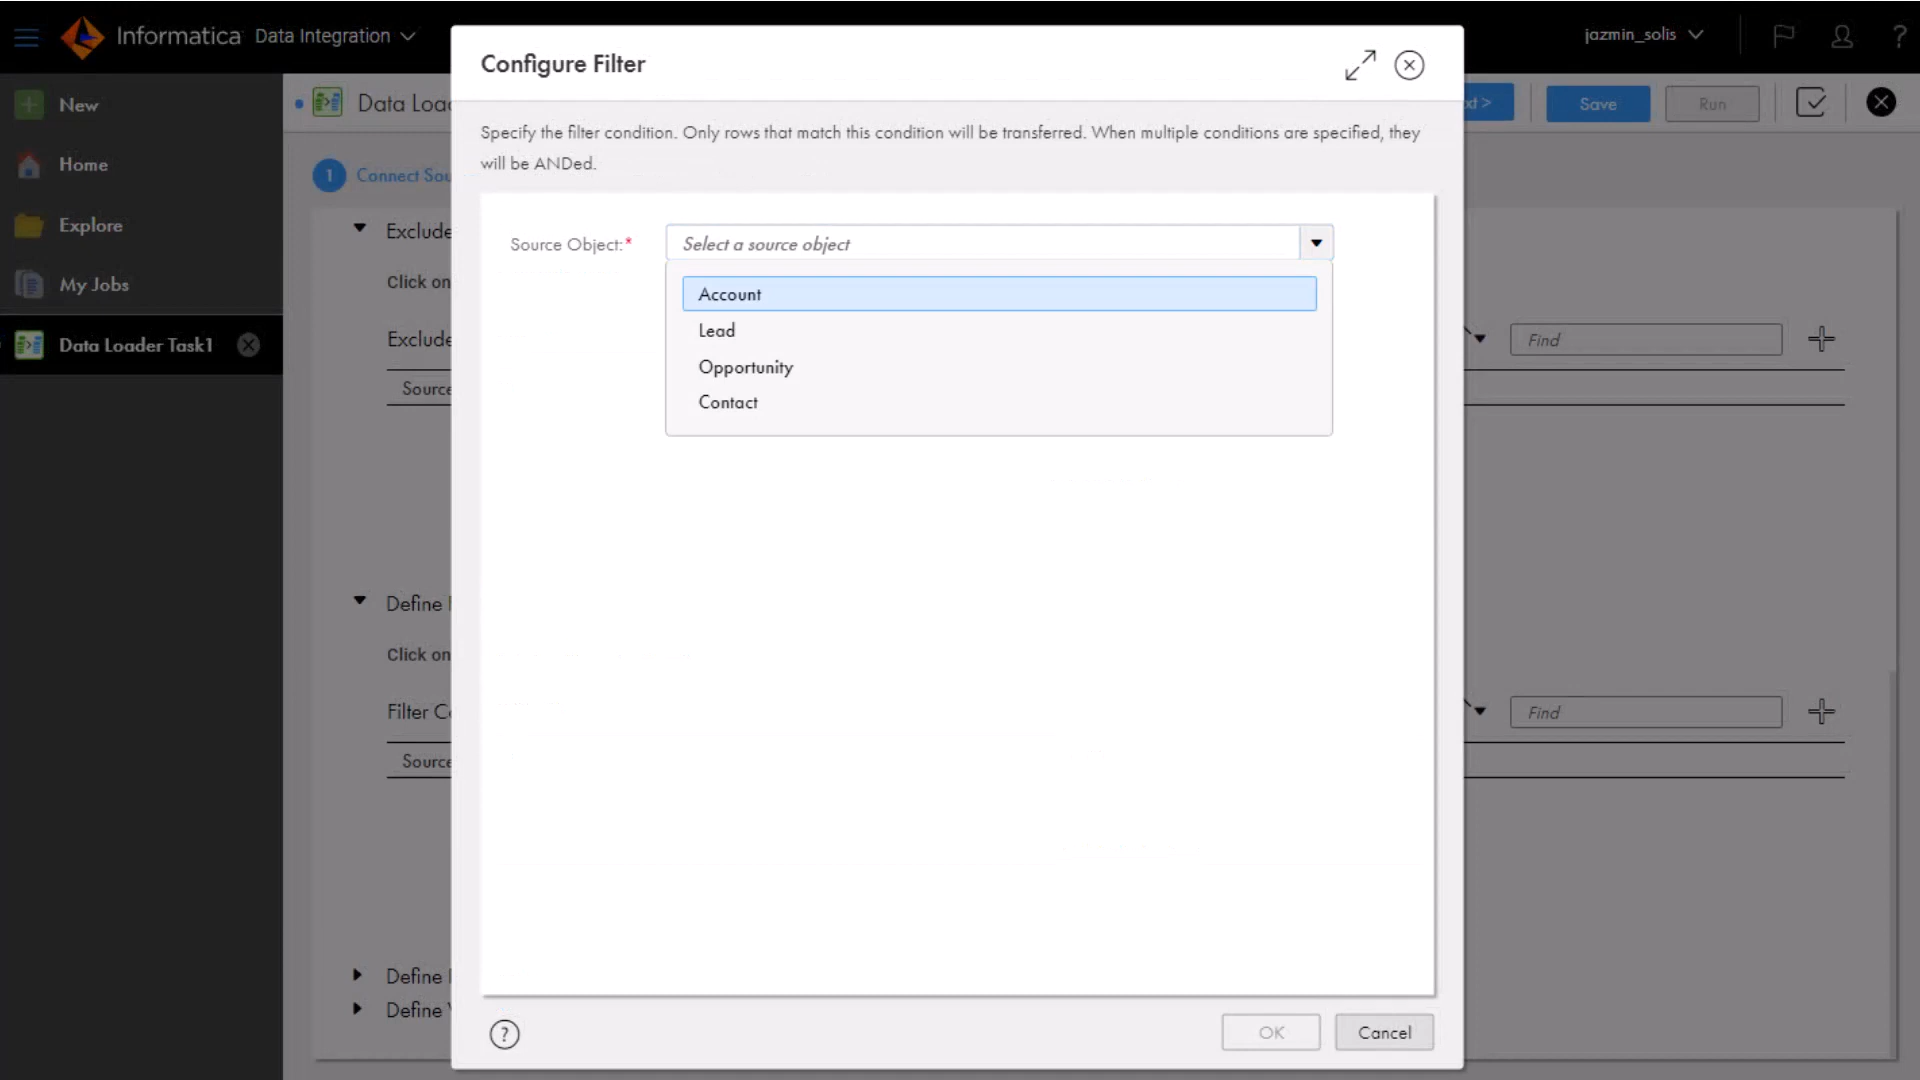 Informatica Data Integration
jazmin_solis
?
New
Home
Explore
My Jobs
Data Loader Task1
Save
Run
1 Connect
Exclude
Click on
Exclude
Find
Source
Define
Click on
Filter
Find
Source
Define
Define
Configure Filter
Specify the filter condition. Only rows that match this condition will be transferred. When multiple conditions are specified, they
will be ANDed.
Source Object:*
Select a source object
Account
Lead
Opportunity
Contact
?
OK
Cancel